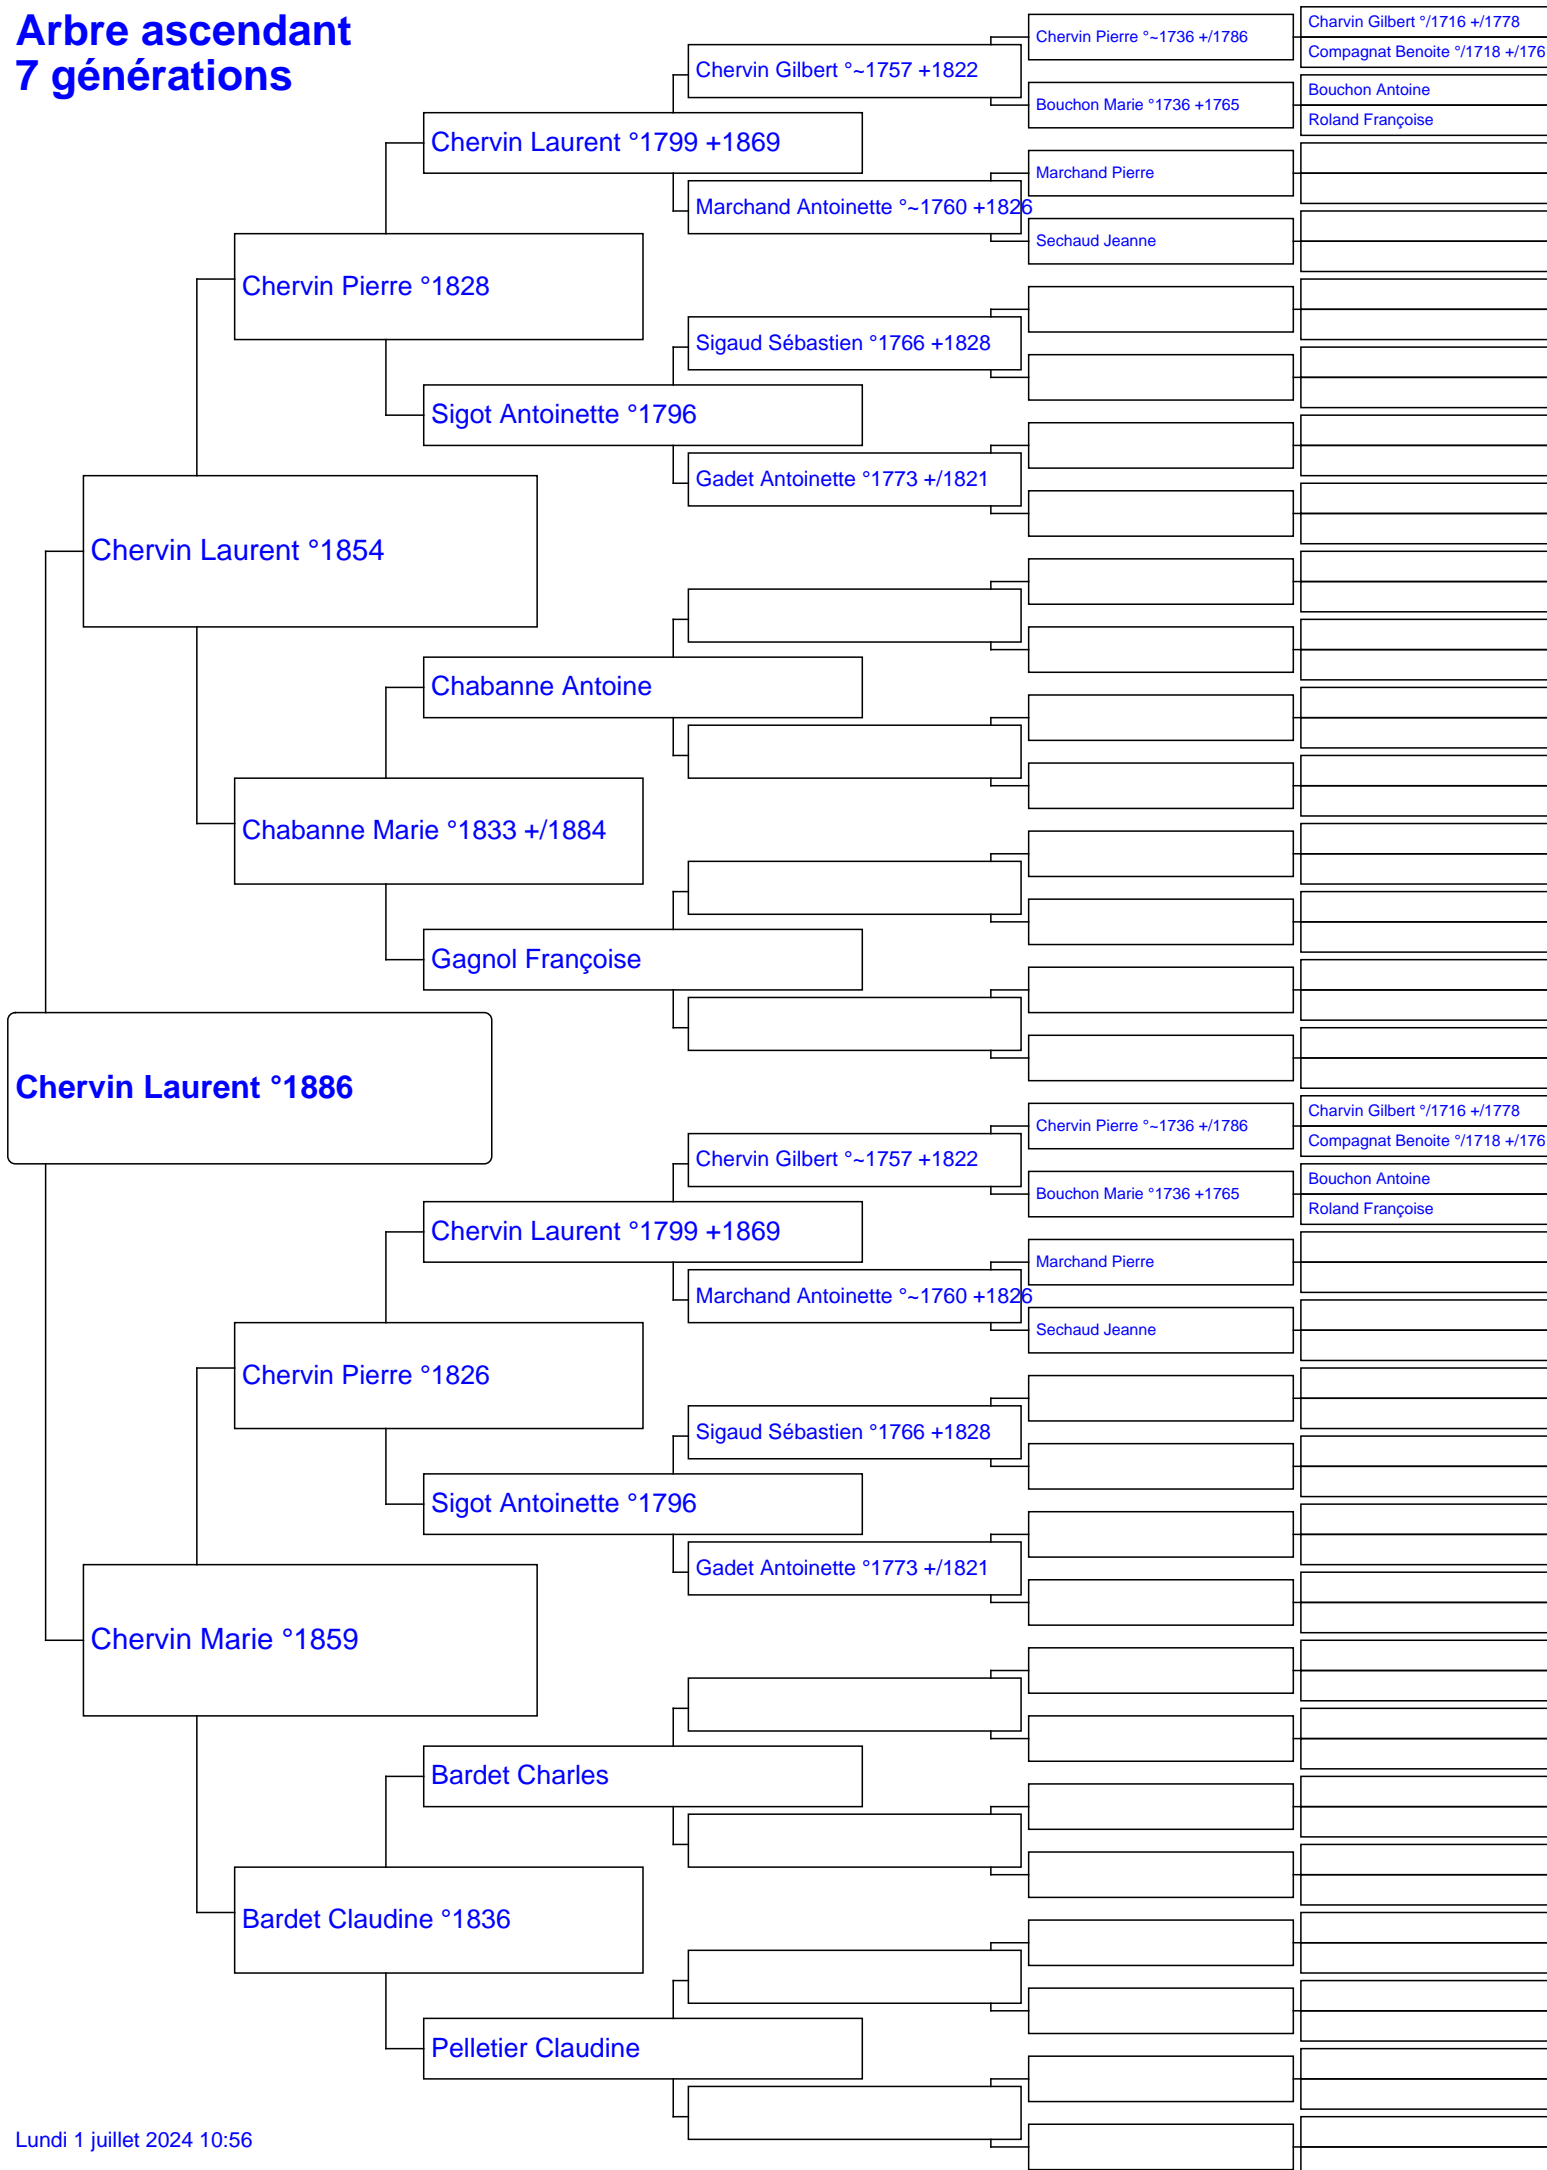 Arbre ascendant
7 générations
Charvin Gilbert °/1716 +/1778
Chervin Pierre °~1736 +/1786
Compagnat Benoite °/1718 +/176
Chervin Gilbert °~1757 +1822
Bouchon Antoine
Bouchon Marie °1736 +1765
Roland Françoise
Chervin Laurent °1799 +1869
Marchand Pierre
Marchand Antoinette °~1760 +1826
Sechaud Jeanne
Chervin Pierre °1828
Sigaud Sébastien °1766 +1828
Sigot Antoinette °1796
Gadet Antoinette °1773 +/1821
Chervin Laurent °1854
Chabanne Antoine
Chabanne Marie °1833 +/1884
Gagnol Françoise
Chervin Laurent °1886
Charvin Gilbert °/1716 +/1778
Chervin Pierre °~1736 +/1786
Compagnat Benoite °/1718 +/176
Chervin Gilbert °~1757 +1822
Bouchon Antoine
Bouchon Marie °1736 +1765
Roland Françoise
Chervin Laurent °1799 +1869
Marchand Pierre
Marchand Antoinette °~1760 +1826
Sechaud Jeanne
Chervin Pierre °1826
Sigaud Sébastien °1766 +1828
Sigot Antoinette °1796
Gadet Antoinette °1773 +/1821
Chervin Marie °1859
Bardet Charles
Bardet Claudine °1836
Pelletier Claudine
Lundi 1 juillet 2024 10:56